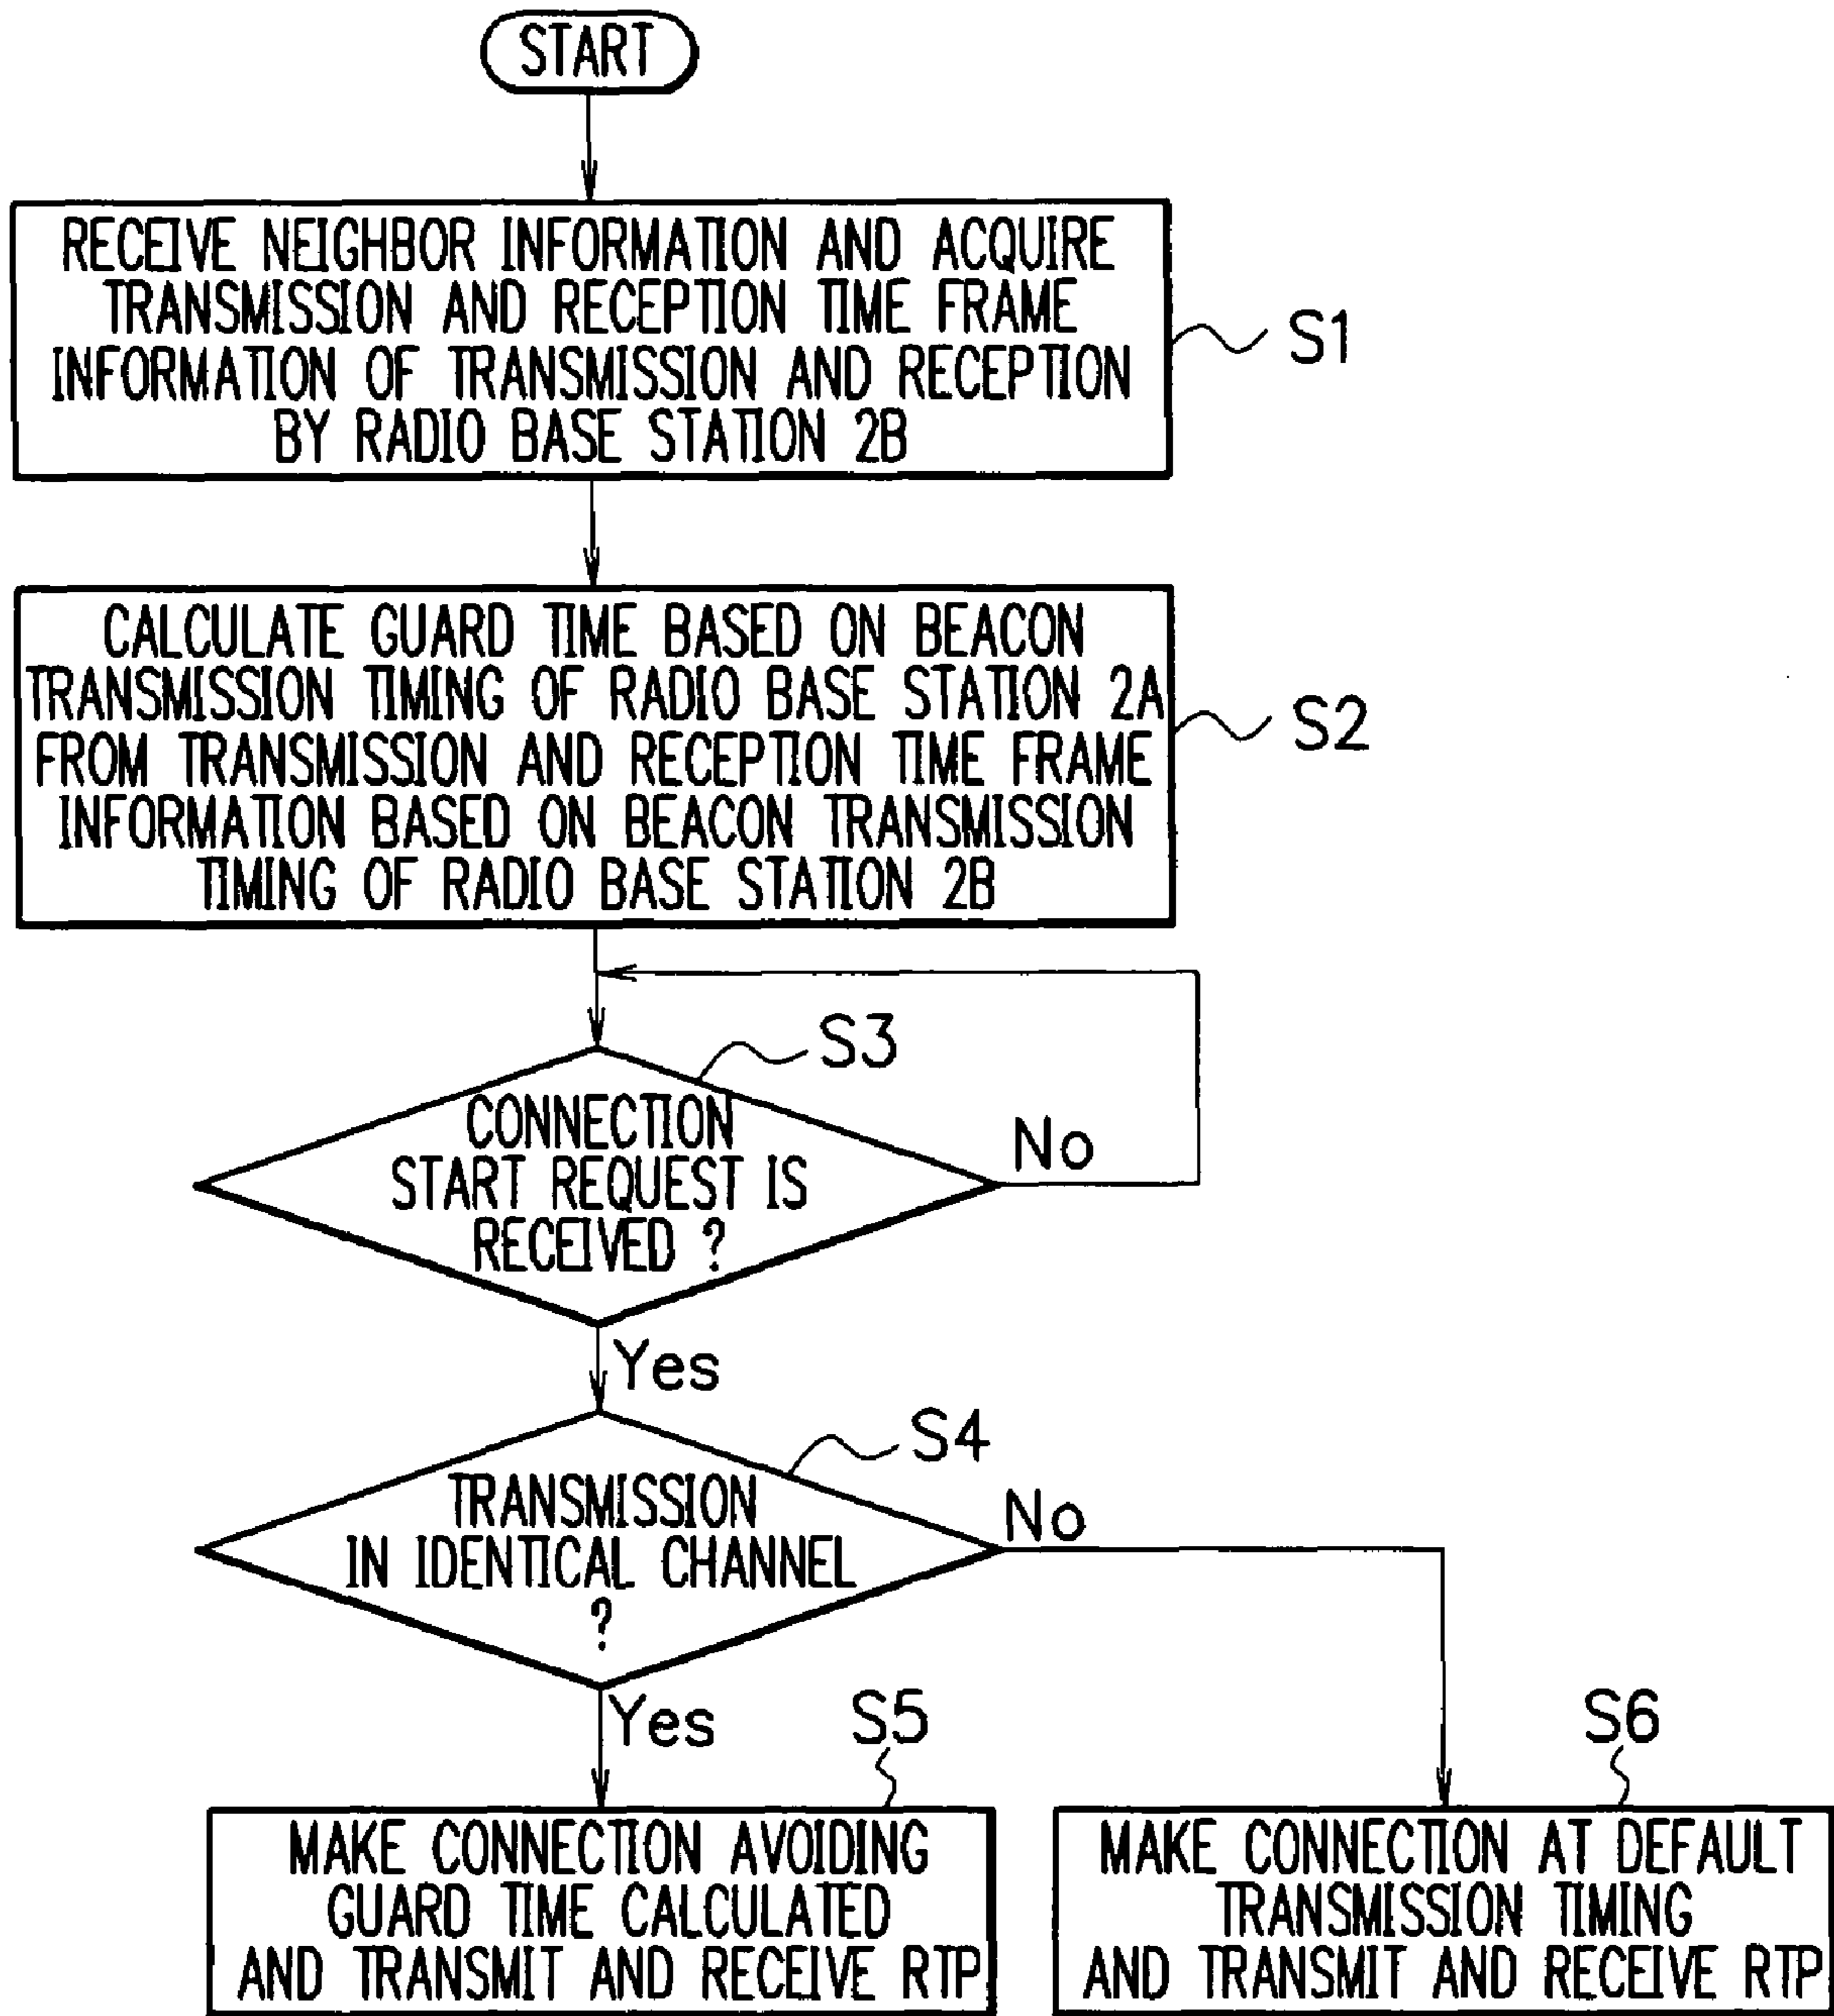 START
RECEIVE NEIGHBOR INFORMATION AND ACQUIRE
TRANSMISSION AND RECEPTION TIME FRAME
INFORMATION OF TRANSMISSION AND RECEPTION
BY RADIO BASE STATION 2B
S1
CALCULATE GUARD TIME BASED ON BEACON
TRANSMISSION TIMING OF RADIO BASE STATION 2A
FROM TRANSMISSION AND RECEPTION TIME FRAME
INFORMATION BASED ON BEACON TRANSMISSION
TIMING OF RADIO BASE STATION 2B
S2
S3
CONNECTION
START REQUEST IS
RECEIVED ?
No
Yes
S4
TRANSMISSION
IN IDENTICAL CHANNEL
?
No
Yes
S5
MAKE CONNECTION AVOIDING
GUARD TIME CALCULATED
AND TRANSMIT AND RECEIVE RTP
S6
MAKE CONNECTION AT DEFAULT
TRANSMISSION TIMING
AND TRANSMIT AND RECEIVE RTP